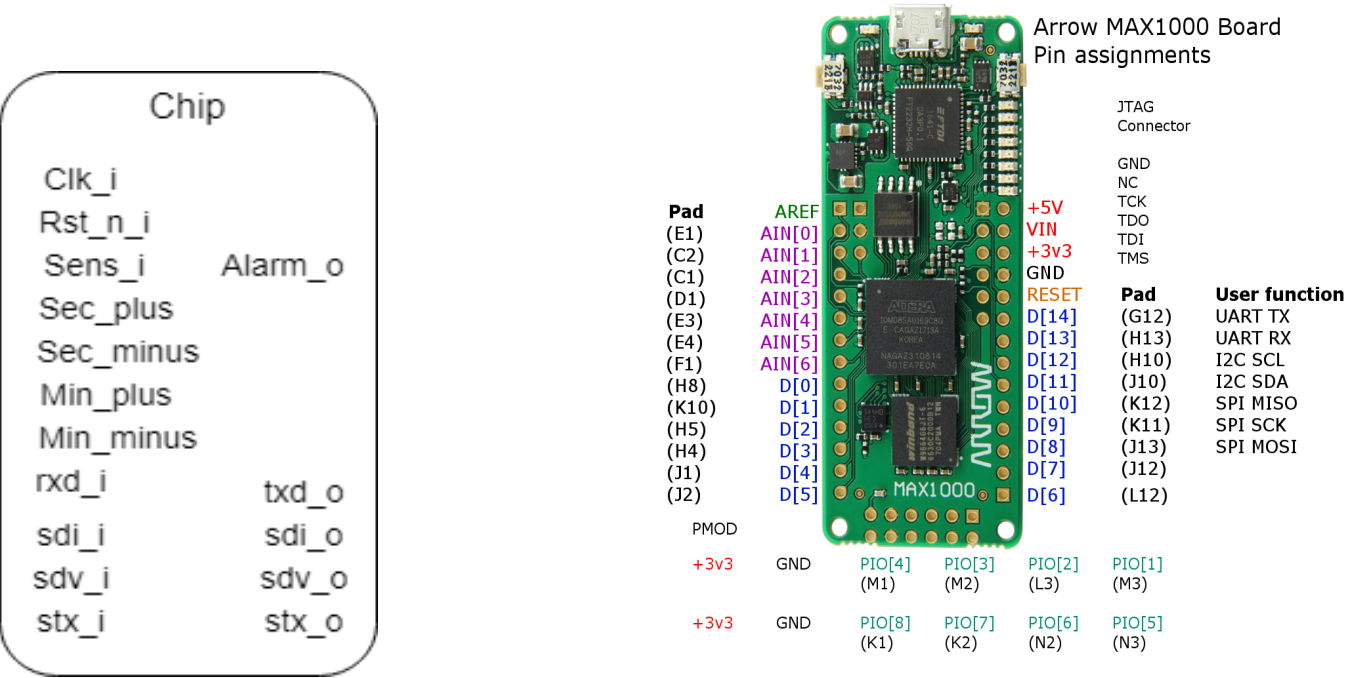 Chip
Clk_i
Rst_n_i
Sens_i Alarm_o
Sec_plus
Sec_minus
Min_plus
Min_minus
rxd_i txd_o
sdi_i sdi_o
sdv_i sdv_o
stx_i stx_o
Arrow MAX1000 Board
Pin assignments
JTAG
Connector
GND
NC
TCK
TDO
TDI
TMS
Pad AREF
(E1) AIN[0]
(C2) AIN[1]
(C1) AIN[2]
(D1) AIN[3]
(E3) AIN[4]
(E4) AIN[5]
(F1) AIN[6]
(H8) D[0]
(K10) D[1]
(H5) D[2]
(H4) D[3]
(J1) D[4]
(J2) D[5]
+5V
VIN
+3v3
GND
RESET Pad User function
D[14] (G12) UART TX
D[13] (H13) UART RX
D[12] (H10) I2C SCL
D[11] (J10) I2C SDA
D[10] (K12) SPI MISO
D[9] (K11) SPI SCK
D[8] (J13) SPI MOSI
D[7] (J12)
D[6] (L12)
FTDI
ALTERA
KOREA
winbond
MAX1000
PMOD
+3v3 GND PIO[4] PIO[3] PIO[2] PIO[1]
(M1) (M2) (L3) (M3)
+3v3 GND PIO[8] PIO[7] PIO[6] PIO[5]
(K1) (K2) (N2) (N3)